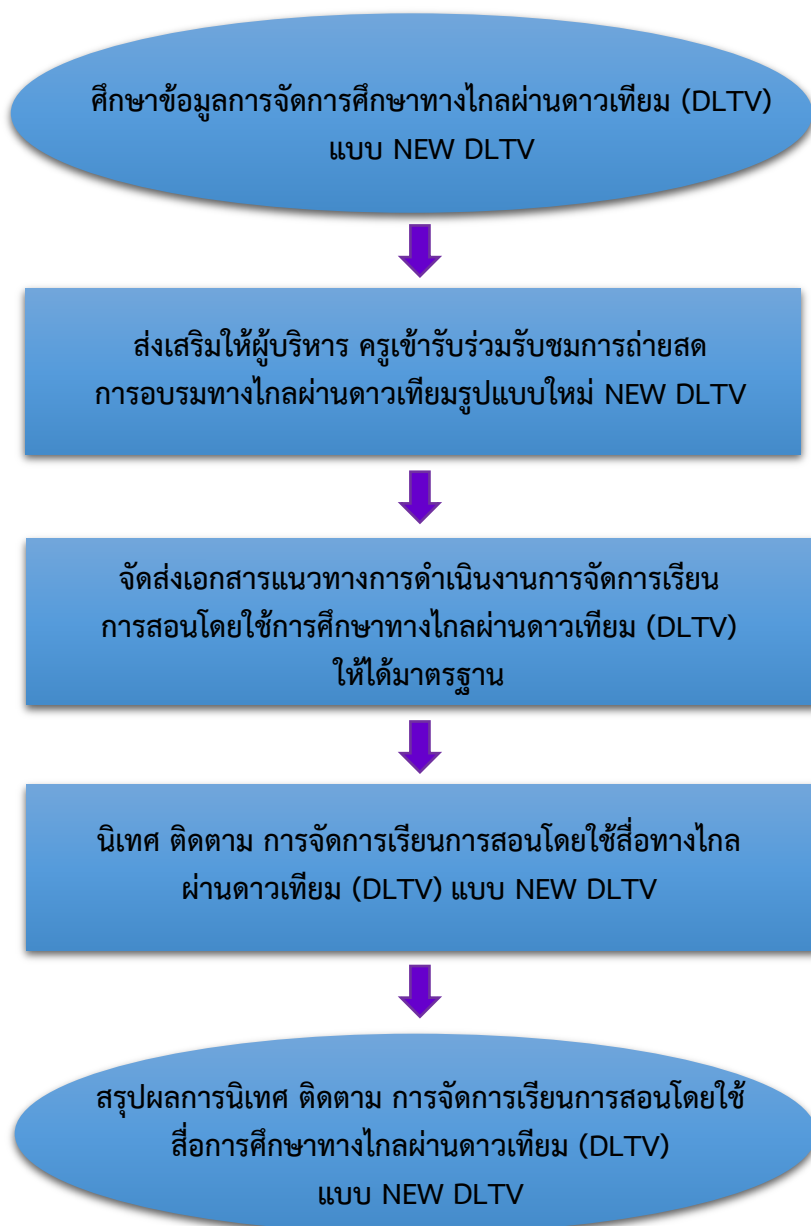 ศึกษาข้อมูลการจัดการศึกษาทางไกลผ่านดาวเทียม (DLTV)
แบบ NEW DLTV
ส่งเสริมให้ผู้บริหาร ครูเข้ารับร่วมรับชมการถ่ายสด
การอบรมทางไกลผ่านดาวเทียมรูปแบบใหม่ NEW DLTV
จัดส่งเอกสารแนวทางการดำเนินงานการจัดการเรียน
การสอนโดยใช้การศึกษาทางไกลผ่านดาวเทียม (DLTV)
ให้ได้มาตรฐาน
นิเทศ ติดตาม การจัดการเรียนการสอนโดยใช้สื่อทางไกล
ผ่านดาวเทียม (DLTV) แบบ NEW DLTV
สรุปผลการนิเทศ ติดตาม การจัดการเรียนการสอนโดยใช้
สื่อการศึกษาทางไกลผ่านดาวเทียม (DLTV)
แบบ NEW DLTV